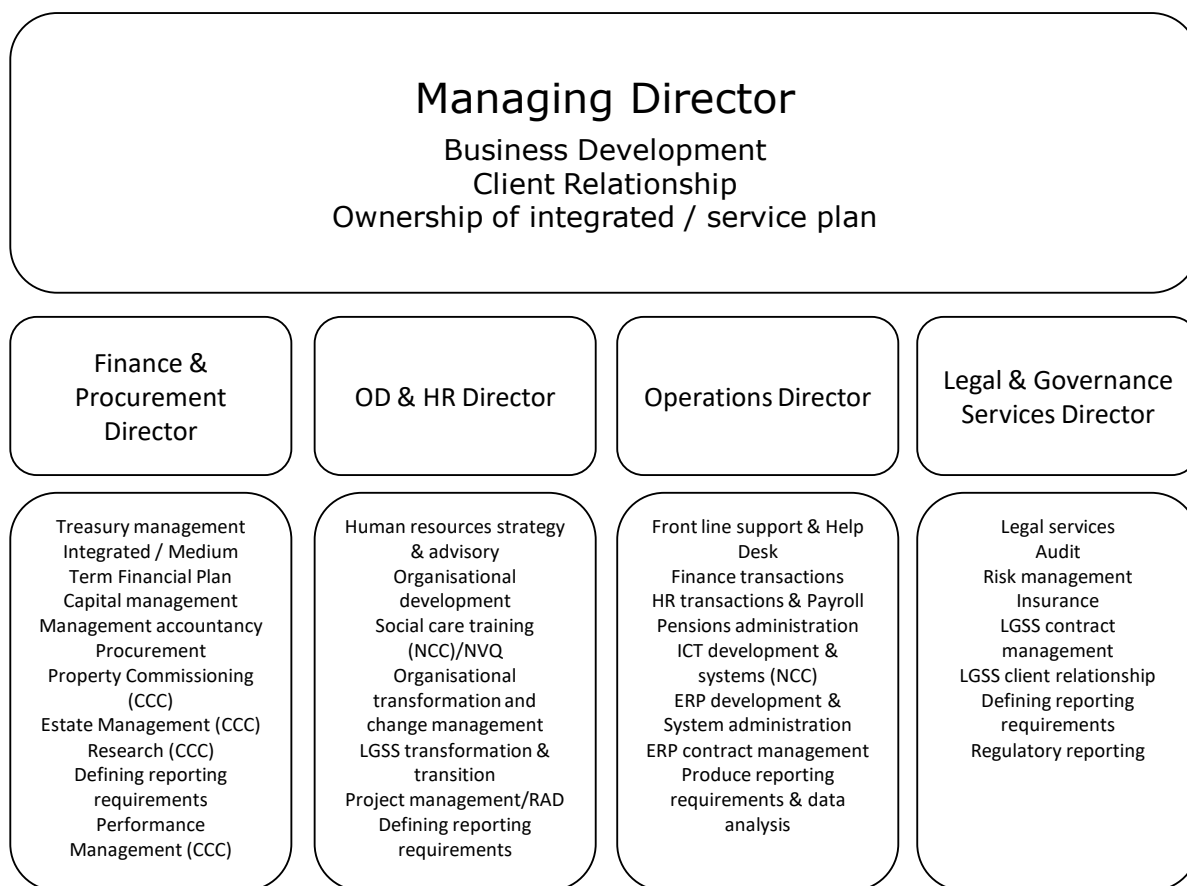 Managing Director
Business Development
Client Relationship
Ownership of integrated / service plan
Finance &
Procurement
Director
OD & HR Director
Operations Director
Legal & Governance
Services Director
Treasury management
Integrated / Medium
Term Financial Plan
Capital management
Management accountancy
Procurement
Property Commissioning
(CCC)
Estate Management (CCC)
Research (CCC)
Defining reporting
requirements
Performance
Management (CCC)
Human resources strategy
& advisory
Organisational
development
Social care training
(NCC)/NVQ
Organisational
transformation and
change management
LGSS transformation &
transition
Project management/RAD
Defining reporting
requirements
Front line support & Help
Desk
Finance transactions
HR transactions & Payroll
Pensions administration
ICT development &
systems (NCC)
ERP development &
System administration
ERP contract management
Produce reporting
requirements & data
analysis
Legal services
Audit
Risk management
Insurance
LGSS contract
management
LGSS client relationship
Defining reporting
requirements
Regulatory reporting